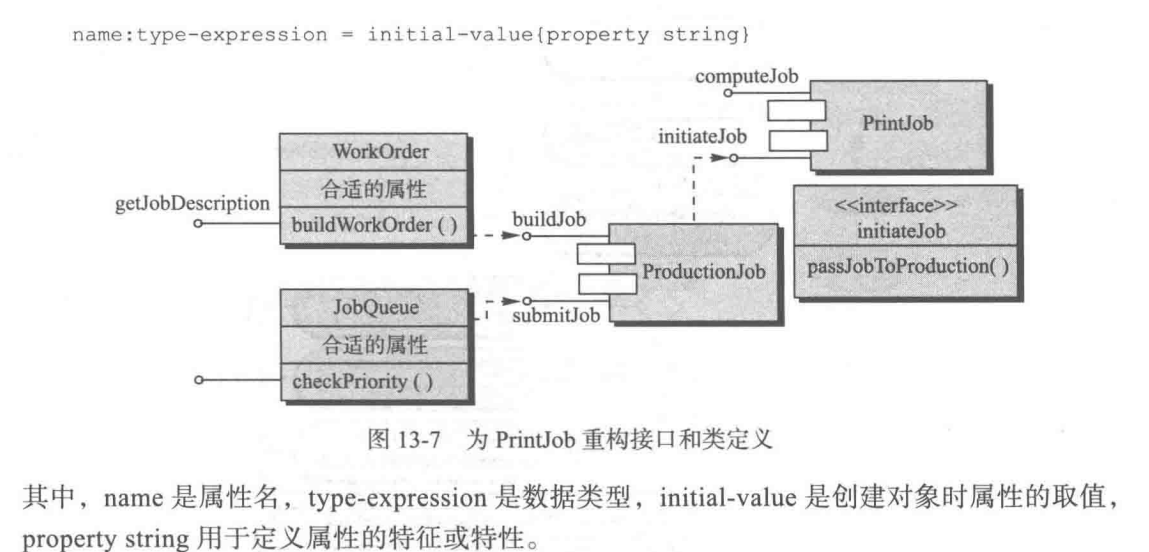 name:type-expression = initial-value{property string}
computeJob
PrintJob
initiateJob
WorkOrder
合适的属性
getJobDescription
buildWorkOrder ( )
<<interface>>
initiateJob
buildJob
passJobToProduction( )
ProductionJob
JobQueue
submitJob
合适的属性
checkPriority ( )
图 13-7 为 PrintJob 重构接口和类定义
其中，name 是属性名，type-expression 是数据类型，initial-value 是创建对象时属性的取值，
property string 用于定义属性的特征或特性。